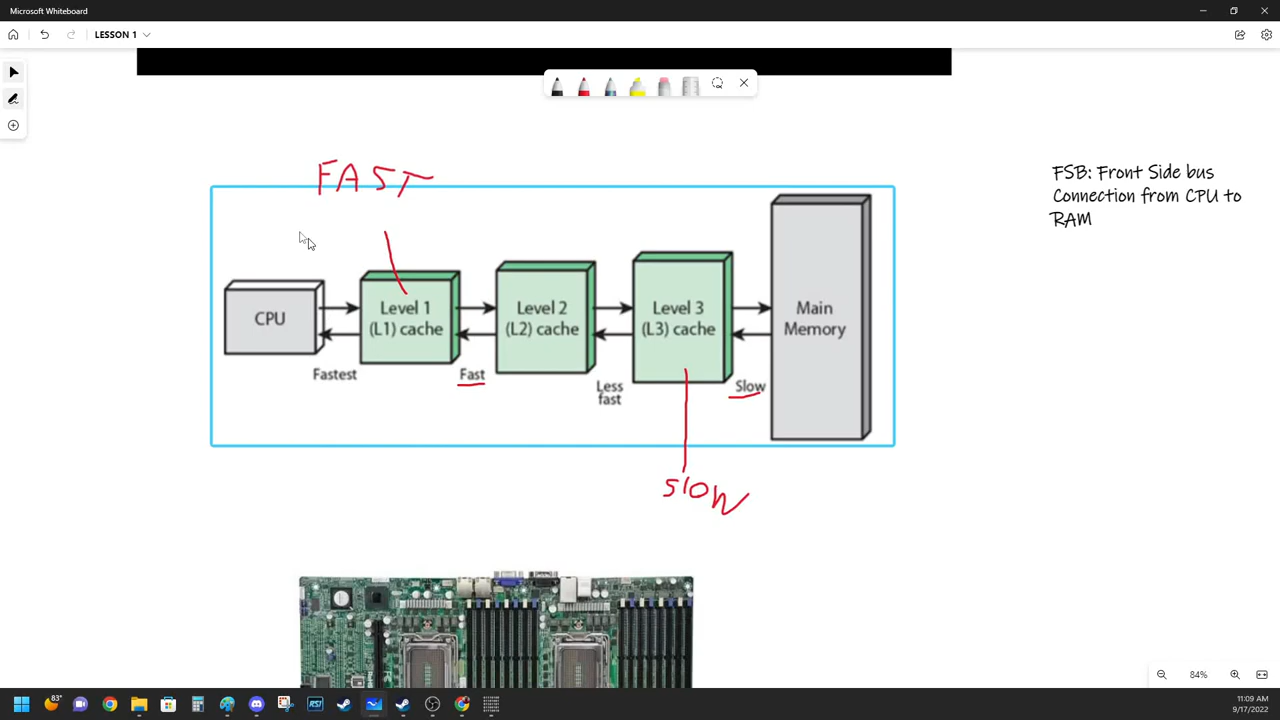 Microsoft Whiteboard
LESSON 1
FAST
FSB: Front Side bus
Connection from CPU to
RAM
CPU
Level 1
(L1) cache
Level 2
(L2) cache
Level 3
(L3) cache
Main
Memory
Fastest
Fast
Less
fast
Slow
slow
84%
83°
RSI
11:09 AM
9/17/2022